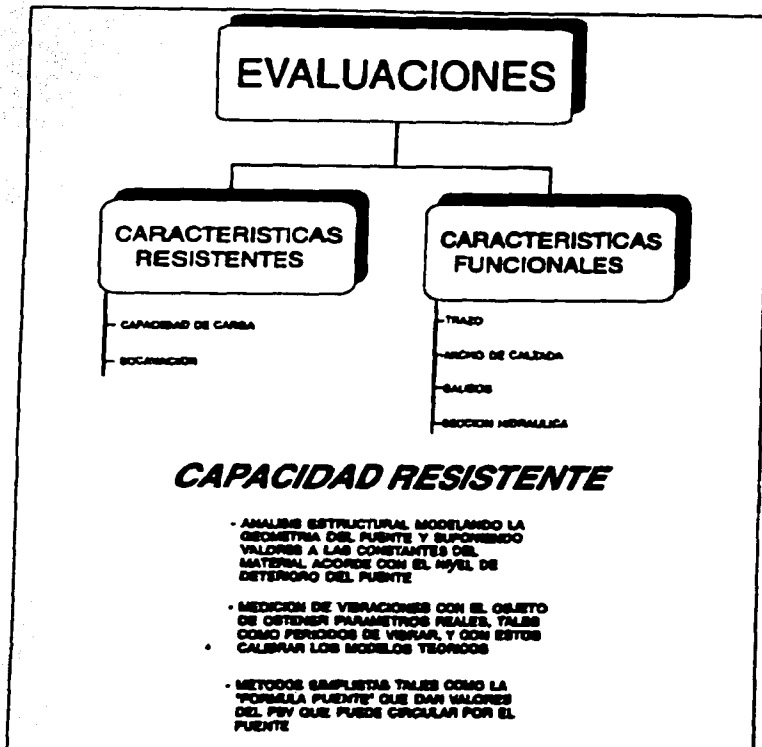 EVALUACIONES
CARACTERISTICAS
RESISTENTES
- CAPACIDAD DE CARGA
- SOCAVACION
CARACTERISTICAS
FUNCIONALES
- TRAZO
- ANCHO DE CALZADA
- GALIBOS
- SECCION HIDRAULICA
CAPACIDAD RESISTENTE
- ANALISIS ESTRUCTURAL MODELANDO LA
GEOMETRIA DEL PUENTE Y SUPONIENDO
VALORES A LAS CONSTANTES DEL
MATERIAL ACORDE CON EL NIVEL DE
DETERIORO DEL PUENTE
- MEDICION DE VIBRACIONES CON EL OBJETO
DE OBTENER PARAMETROS REALES, TALES
COMO PERIODOS DE VIBRAR, Y CON ESTOS
CALIBRAR LOS MODELOS TEORICOS
- METODOS SIMPLISTAS TALES COMO LA
"FORMULA PUENTE" QUE DAN VALORES
DEL PBV QUE PUEDE CIRCULAR POR EL
PUENTE